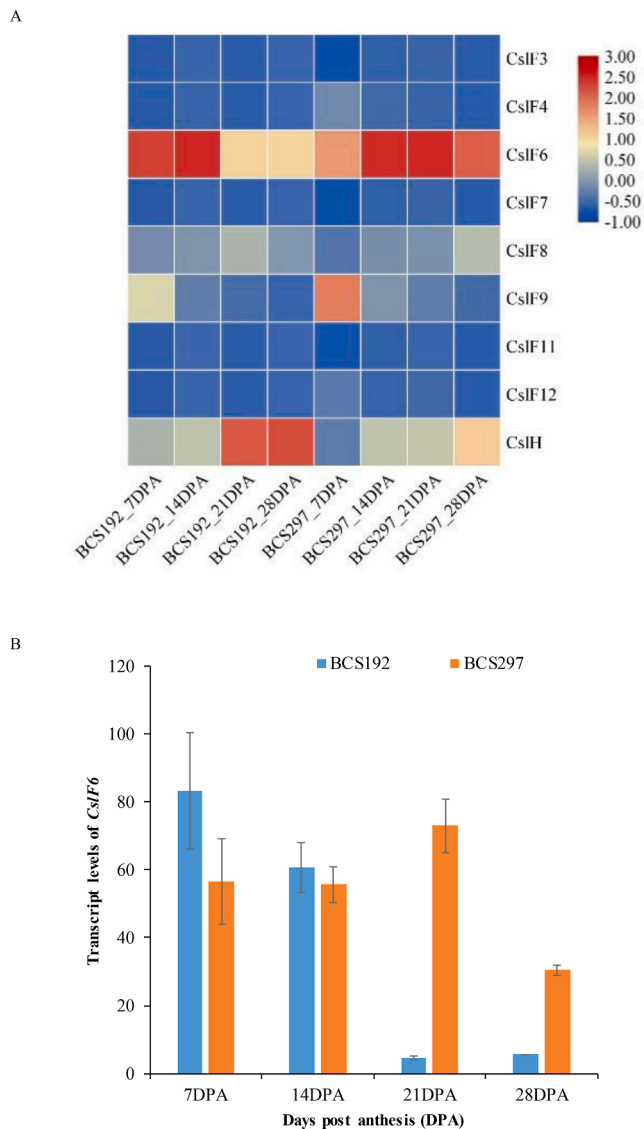 A
CslF3
CslF4
CslF6
CslF7
CslF8
CslF9
CslF11
CslF12
CslH
3.00
2.50
2.00
1.50
1.00
0.50
0.00
-0.50
-1.00
BCS192_7DPA
BCS192_14DPA
BCS192_21DPA
BCS192_28DPA
BCS297_7DPA
BCS297_14DPA
BCS297_21DPA
BCS297_28DPA
B
BCS192 BCS297
Transcript levels of CslF6
120
100
80
60
40
20
0
7DPA 14DPA 21DPA 28DPA
Days post anthesis (DPA)